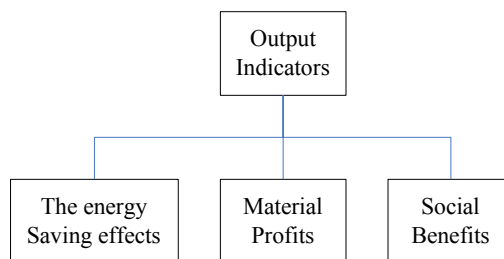 Output
Indicators
The energy
Saving effects
Material
Profits
Social
Benefits